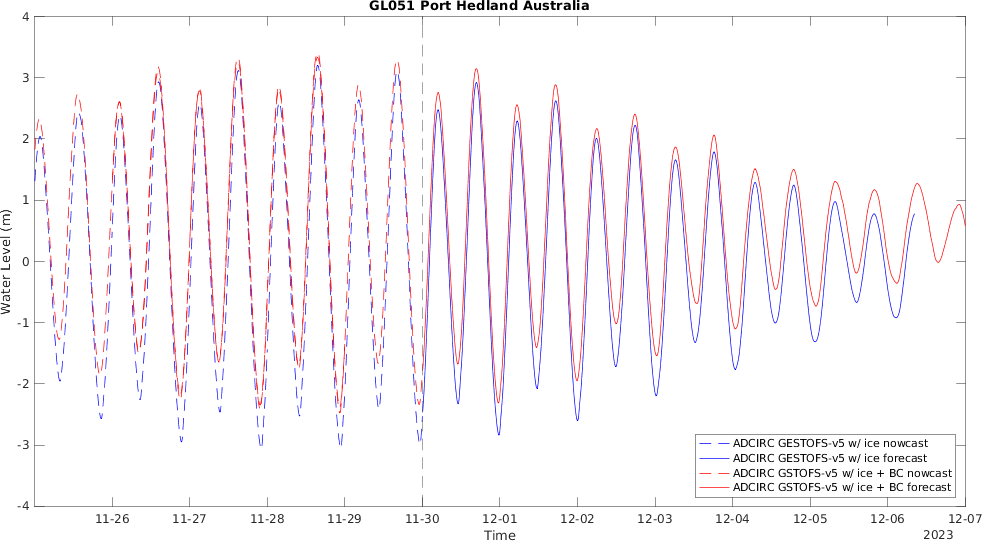 GL051 Port Hedland Australia
4
3
2
1
0
-1
-2
-3
-4
Water Level (m)
11-26 11-27 11-28 11-29 11-30 12-01 12-02 12-03 12-04 12-05 12-06 12-07
Time
2023
ADCIRC GESTOFS-v5 w/ ice nowcast
ADCIRC GESTOFS-v5 w/ ice forecast
ADCIRC GSTOFS-v5 w/ ice + BC nowcast
ADCIRC GSTOFS-v5 w/ ice + BC forecast